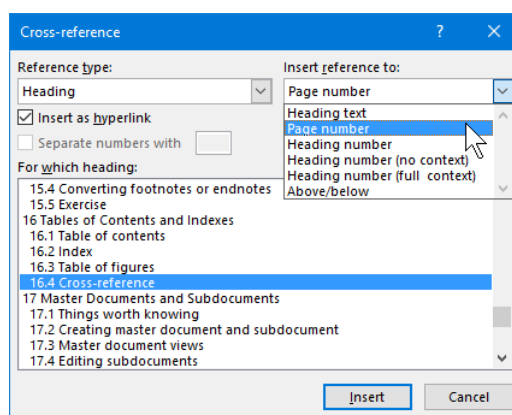 Cross-reference
Reference type:
Insert reference to:
Heading
Page number
Insert as hyperlink
Separate numbers with
For which heading:
Heading text
Page number
Heading number
Heading number (no context)
Heading number (full context)
Above/below
15.4 Converting footnotes or endnotes
15.5 Exercise
16 Tables of Contents and Indexes
16.1 Table of contents
16.2 Index
16.3 Table of figures
16.4 Cross-reference
17 Master Documents and Subdocuments
17.1 Things worth knowing
17.2 Creating master document and subdocument
17.3 Master document views
17.4 Editing subdocuments
Insert
Cancel